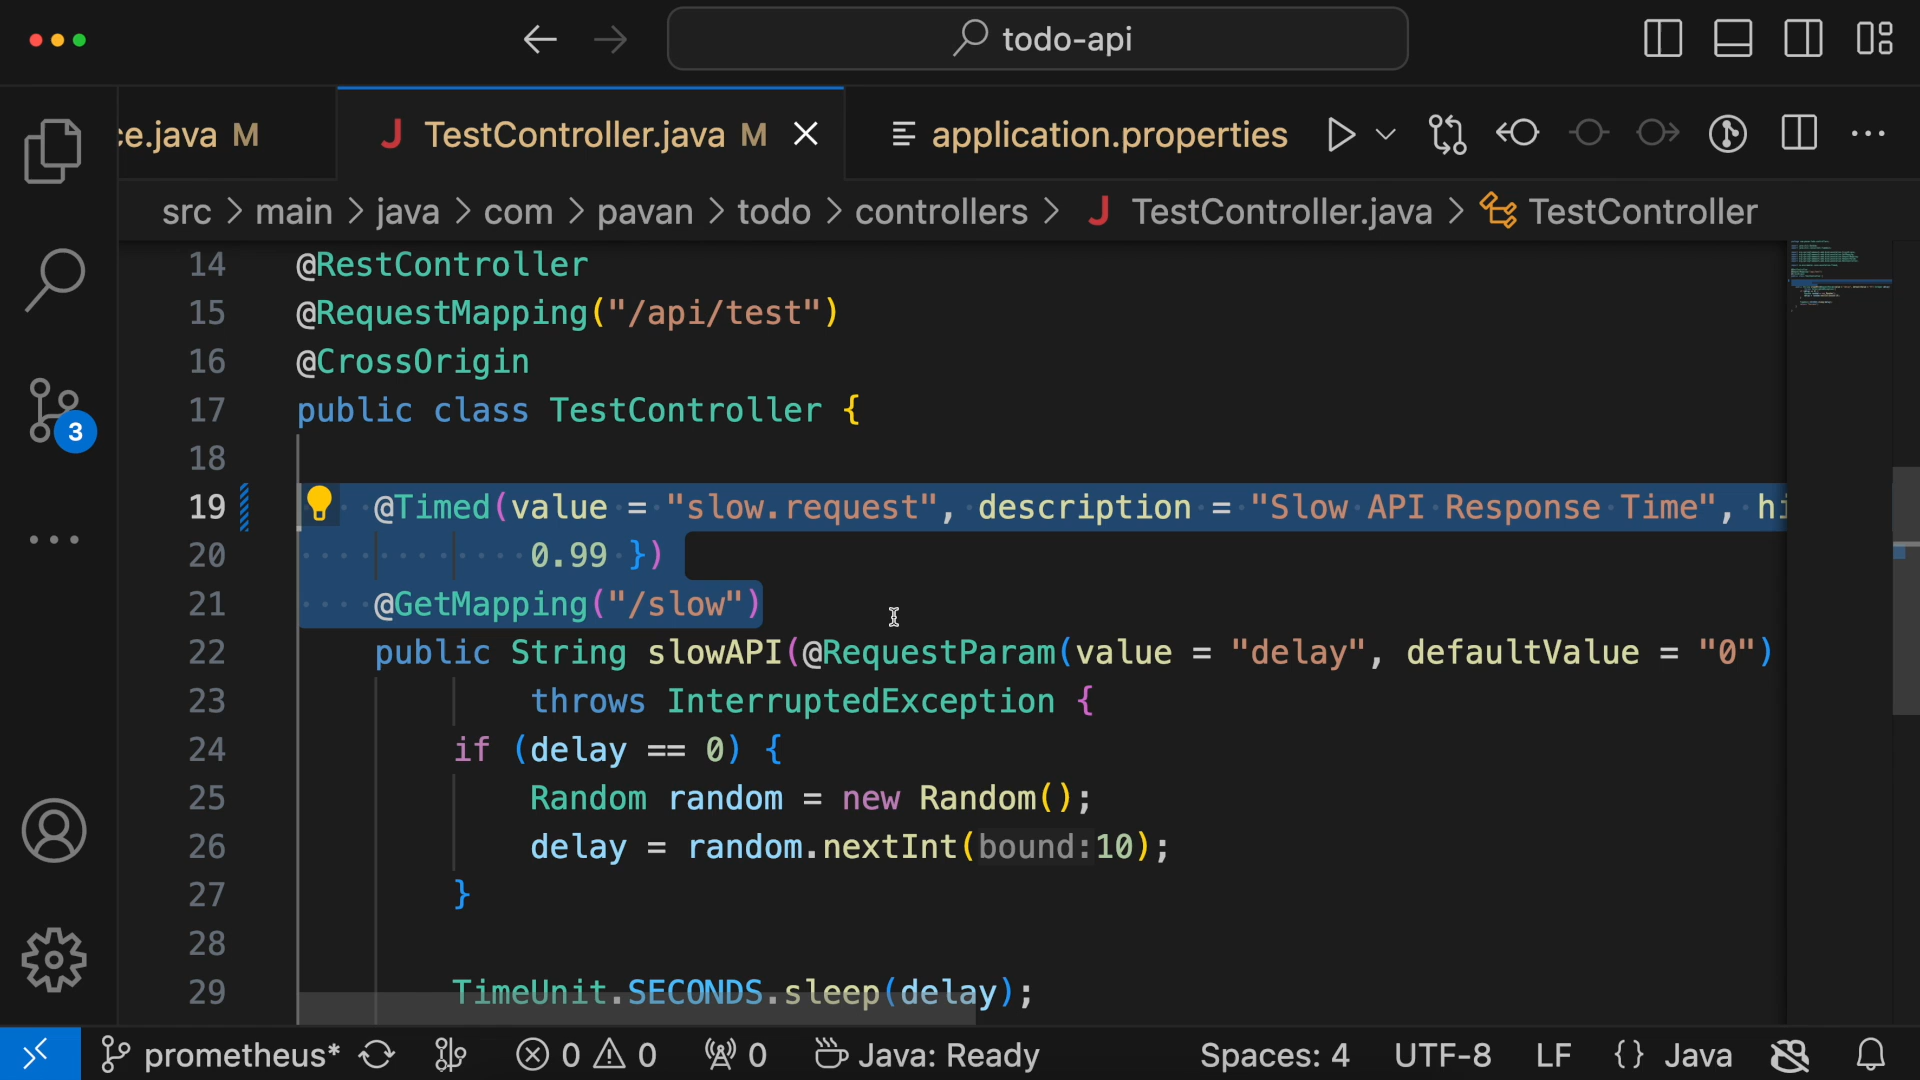 todo-api
ce.java M
TestController.java M
application.properties
src > main > java > com > pavan > todo > controllers > TestController.java > TestController
14 @RestController
15 @RequestMapping("/api/test")
16 @CrossOrigin
17 public class TestController {
18
19 @Timed(value = "slow.request", description = "Slow API Response Time", hi
20 0.99 })
21 @GetMapping("/slow")
22 public String slowAPI(@RequestParam(value = "delay", defaultValue = "0")
23 throws InterruptedException {
24 if (delay == 0) {
25 Random random = new Random();
26 delay = random.nextInt(bound:10);
27 }
28
29 TimeUnit.SECONDS.sleep(delay);
3
prometheus* 0 0 0 Java: Ready Spaces: 4 UTF-8 LF {} Java